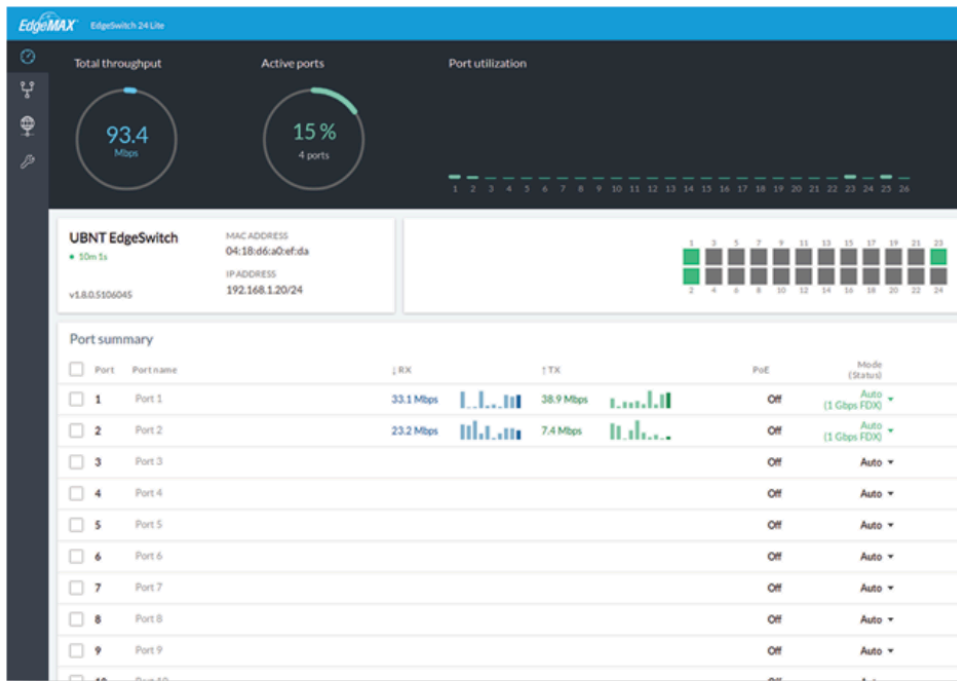 EdgeMAX EdgeSwitch 24 Lite
Total throughput Active ports Port utilization
93.4
Mbps
15 %
4 ports
1 2 3 4 5 6 7 8 9 10 11 12 13 14 15 16 17 18 19 20 21 22 23 24 25 26
UBNT EdgeSwitch
10m 1s
v1.8.0.5106045
MAC ADDRESS
04:18:d6:a0:ef:da
IP ADDRESS
192.168.1.20/24
1 3 5 7 9 11 13 15 17 19 21 23
2 4 6 8 10 12 14 16 18 20 22 24
Port summary
Port Port name ↓ RX ↑ TX PoE Mode (Status)
1 Port 1 33.1 Mbps 38.9 Mbps Off Auto (1 Gbps FDX)
2 Port 2 23.2 Mbps 7.4 Mbps Off Auto (1 Gbps FDX)
3 Port 3 Off Auto
4 Port 4 Off Auto
5 Port 5 Off Auto
6 Port 6 Off Auto
7 Port 7 Off Auto
8 Port 8 Off Auto
9 Port 9 Off Auto